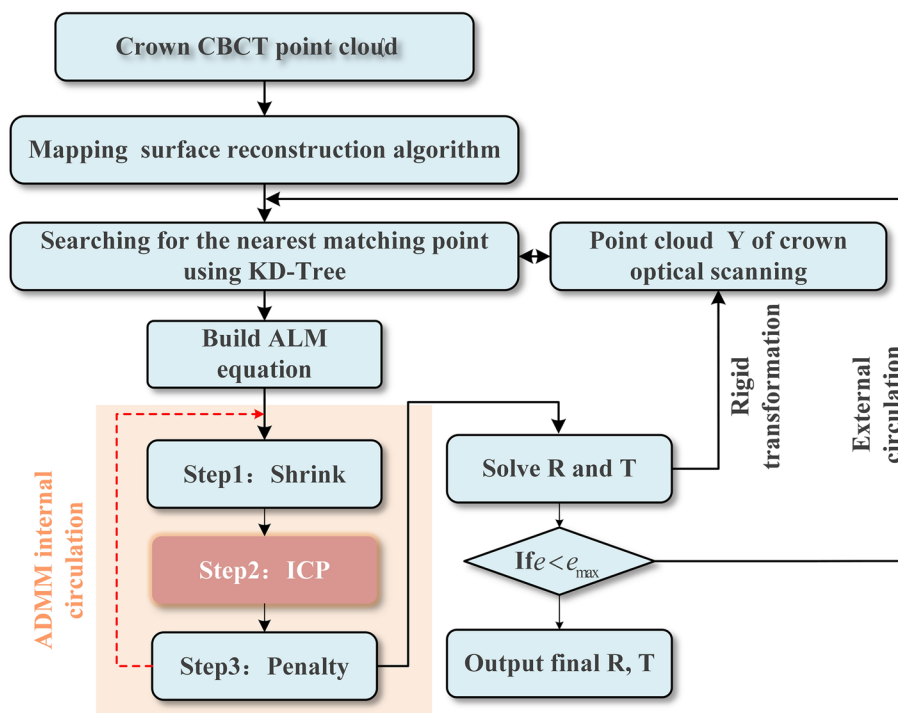 Crown CBCT point cloud
Mapping surface reconstruction algorithm
Searching for the nearest matching point
using KD-Tree
Point cloud Y of crown
optical scanning
Build ALM
equation
Rigid
transformation
External
circulation
ADMM internal
circulation
Step1：Shrink
Step2：ICP
Step3：Penalty
Solve R and T
If e < e_max
Output final R, T